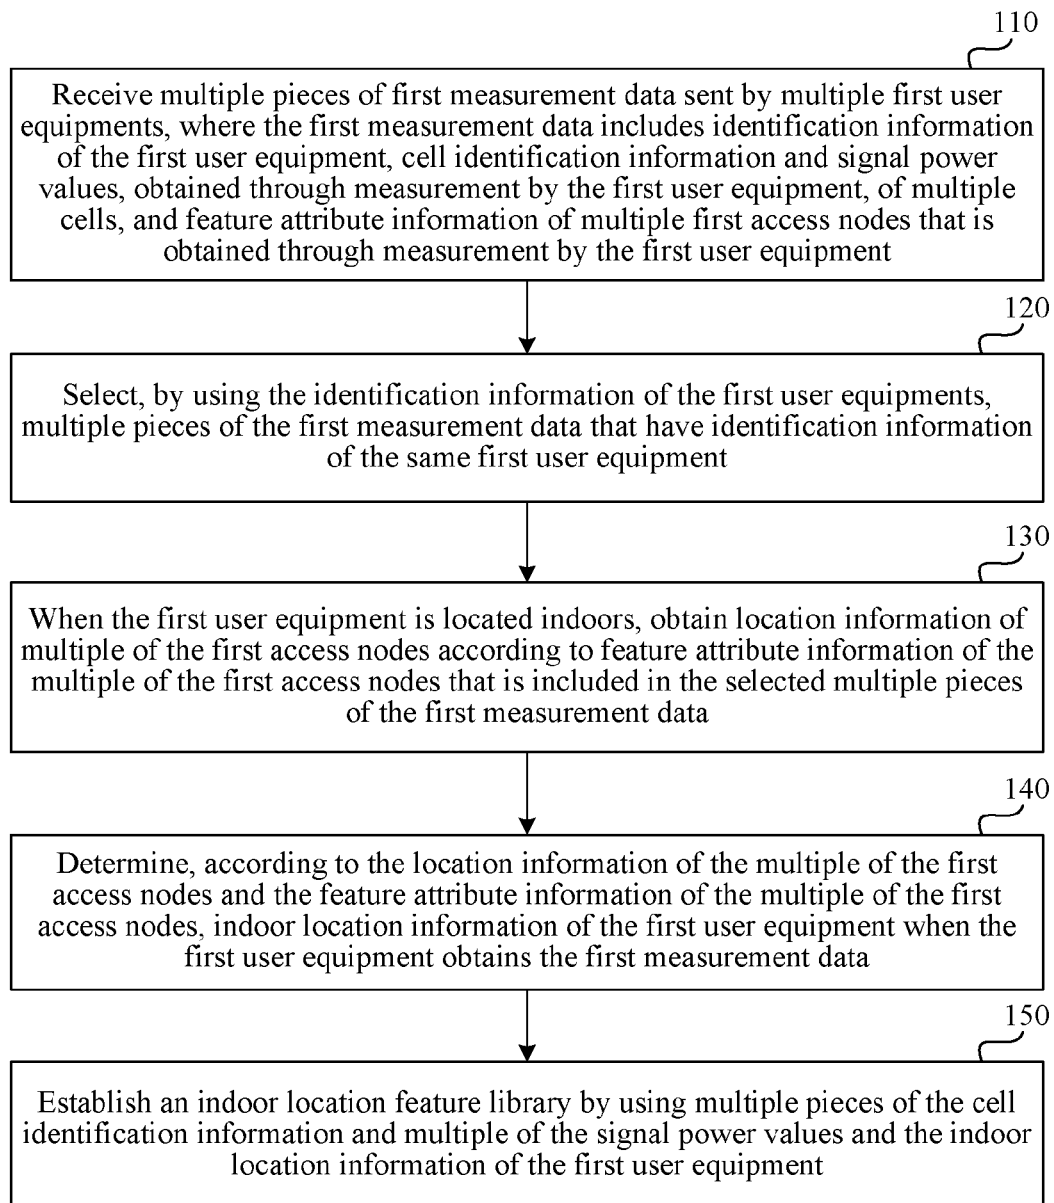 110
Receive multiple pieces of first measurement data sent by multiple first user
equipments, where the first measurement data includes identification information
of the first user equipment, cell identification information and signal power
values, obtained through measurement by the first user equipment, of multiple
cells, and feature attribute information of multiple first access nodes that is
obtained through measurement by the first user equipment
120
Select, by using the identification information of the first user equipments,
multiple pieces of the first measurement data that have identification information
of the same first user equipment
130
When the first user equipment is located indoors, obtain location information of
multiple of the first access nodes according to feature attribute information of the
multiple of the first access nodes that is included in the selected multiple pieces
of the first measurement data
140
Determine, according to the location information of the multiple of the first
access nodes and the feature attribute information of the multiple of the first
access nodes, indoor location information of the first user equipment when the
first user equipment obtains the first measurement data
150
Establish an indoor location feature library by using multiple pieces of the cell
identification information and multiple of the signal power values and the indoor
location information of the first user equipment